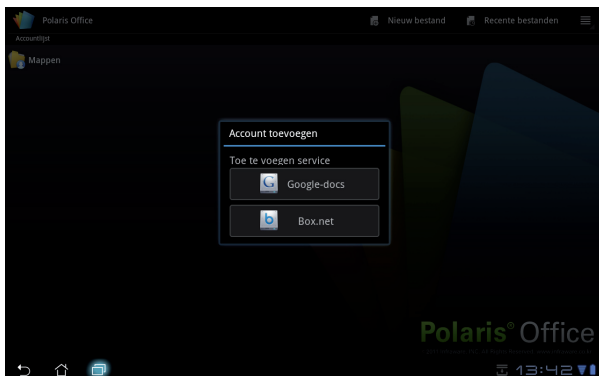 Polaris Office
Nieuw bestand
Recente bestanden
Accountlijst
Mappen
Account toevoegen
Toe te voegen service
G Google-docs
b Box.net
Polaris® Office
13:42